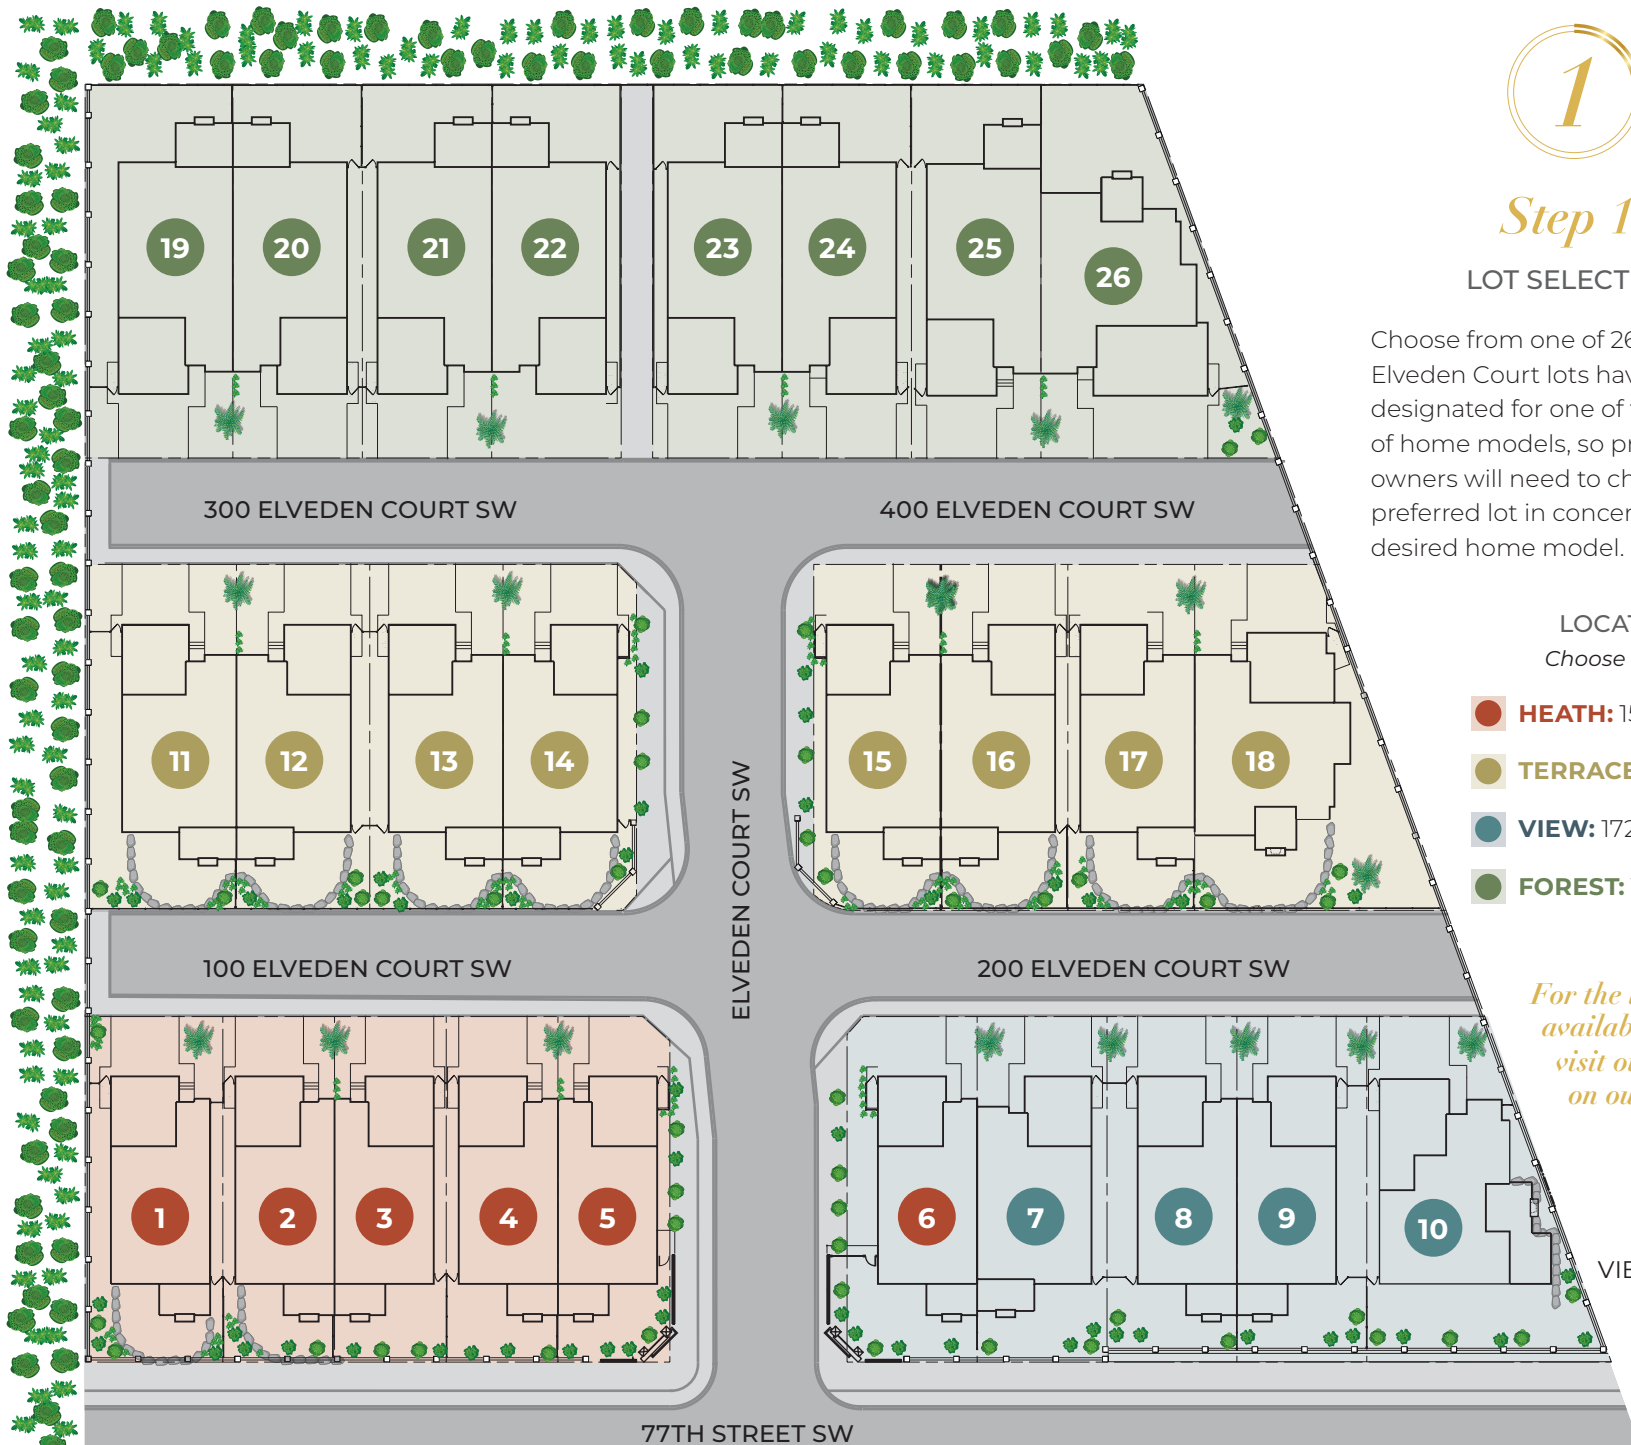 1
Step 1
LOT SELECT
Choose from one of 26
Elveden Court lots hav
designated for one of
of home models, so pr
owners will need to ch
preferred lot in concer
desired home model.
LOCAT
Choose
HEATH: 15
TERRACE
VIEW: 172
FOREST:
For the
availab
visit ou
on ou
VIE
19 20 21 22 23 24 25 26
300 ELVEDEN COURT SW 400 ELVEDEN COURT SW
11 12 13 14 15 16 17 18
ELVEDEN COURT SW
100 ELVEDEN COURT SW 200 ELVEDEN COURT SW
1 2 3 4 5 6 7 8 9 10
77TH STREET SW